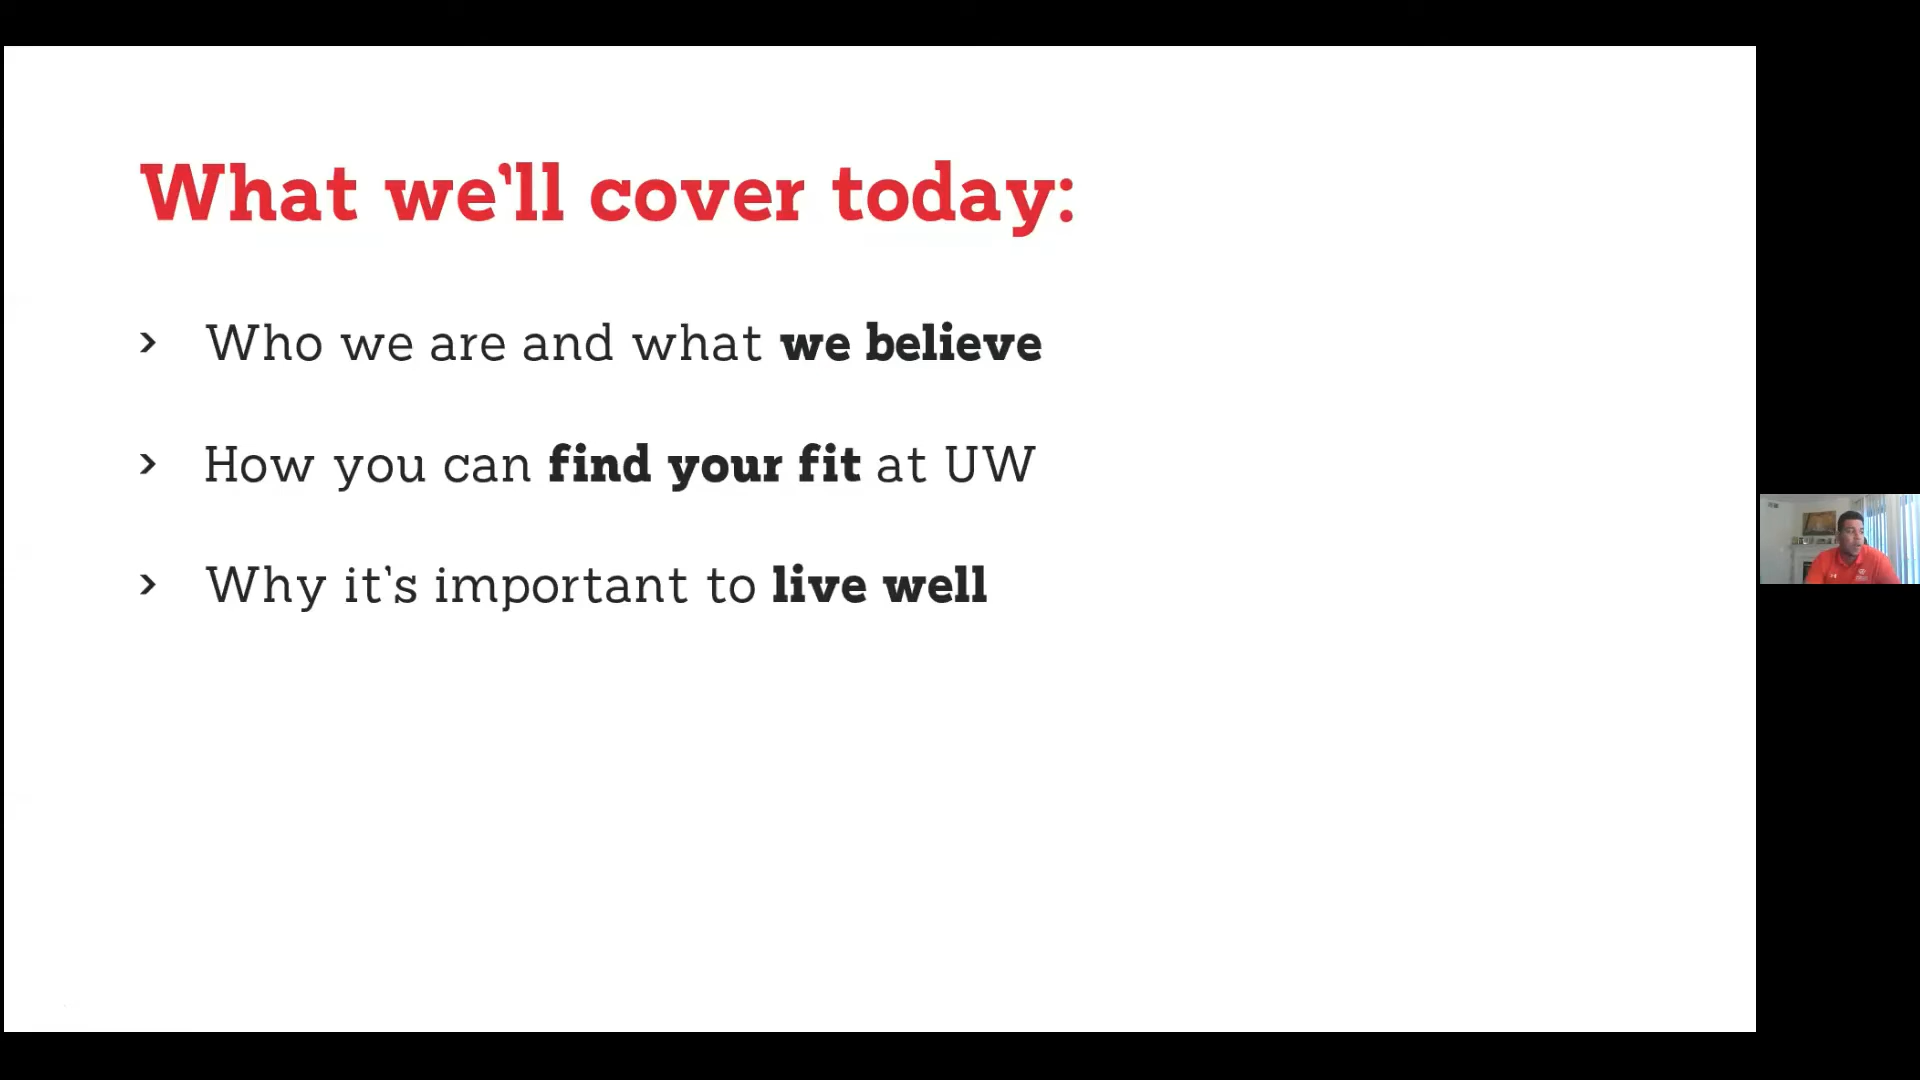 What we'll cover today:
> Who we are and what we believe
> How you can find your fit at UW
> Why it's important to live well